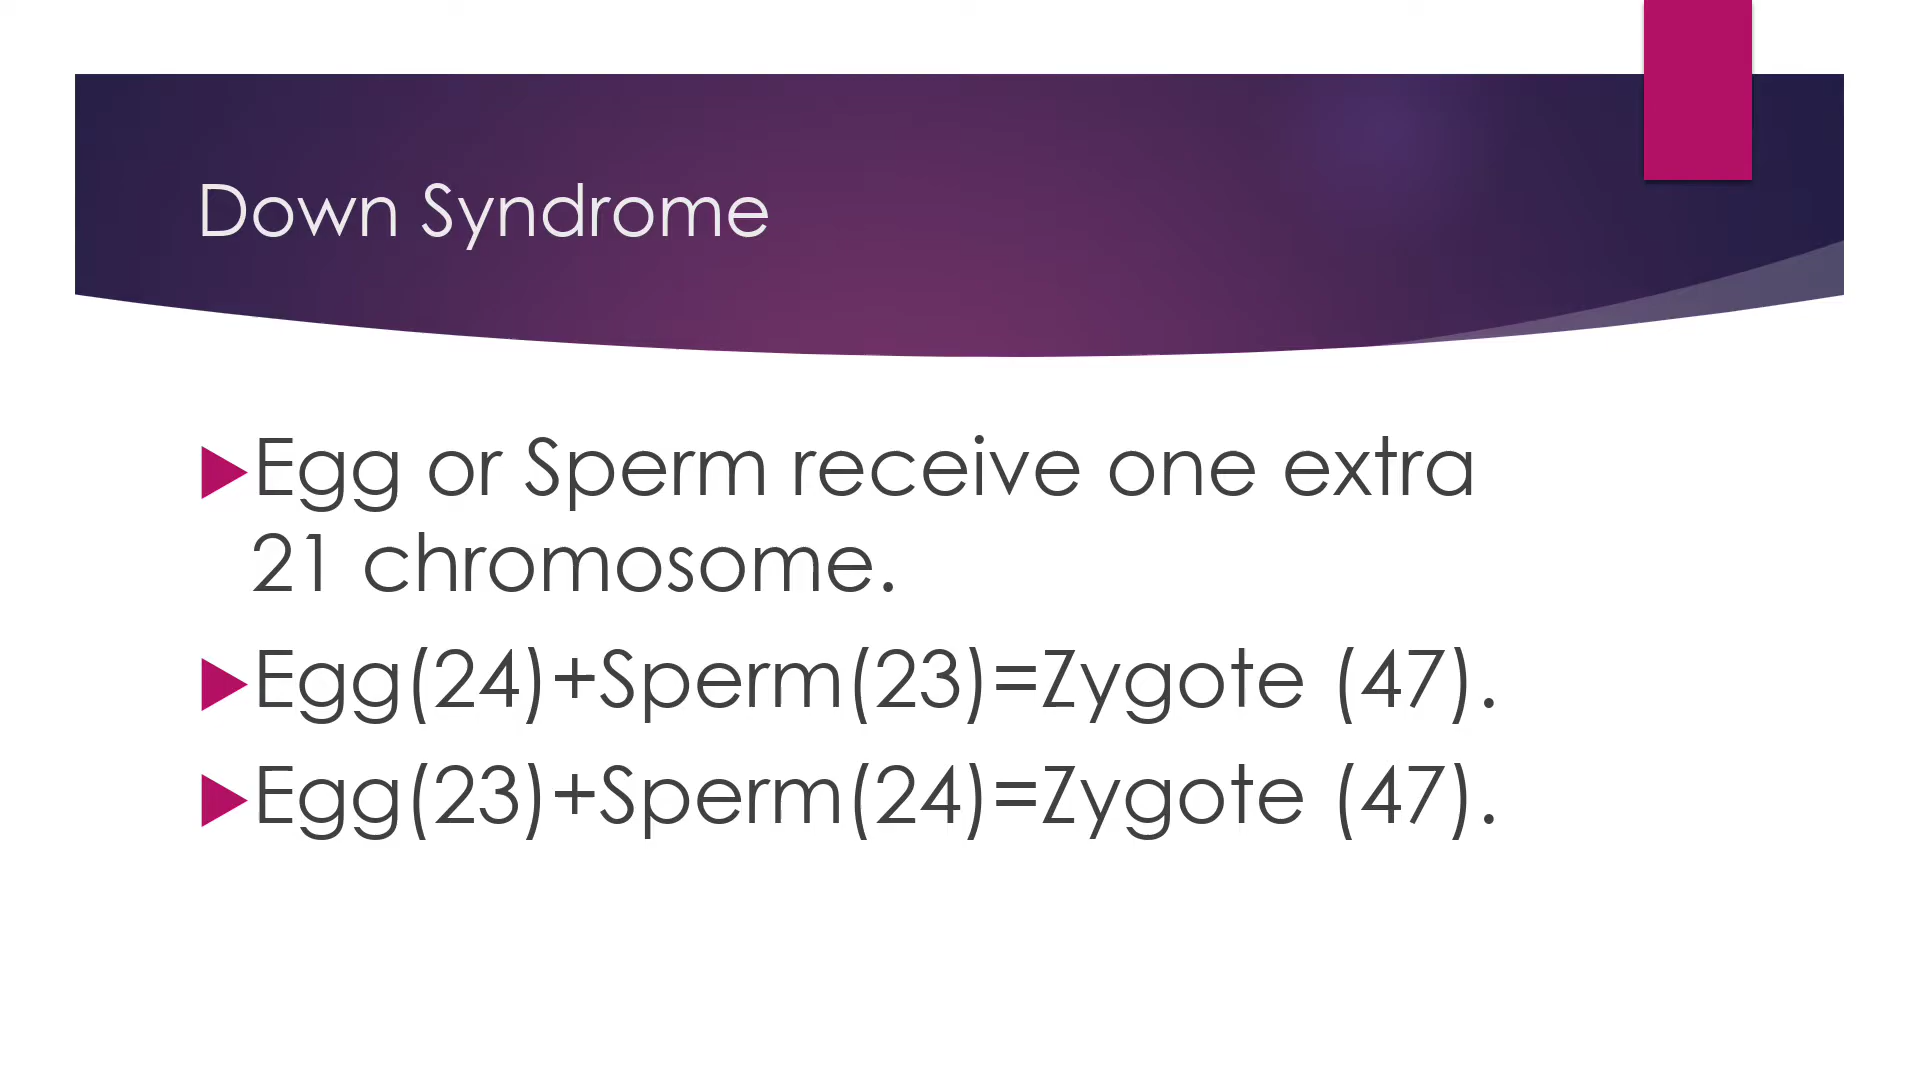 Down Syndrome
Egg or Sperm receive one extra
21 chromosome.
Egg(24)+Sperm(23)=Zygote (47).
Egg(23)+Sperm(24)=Zygote (47).